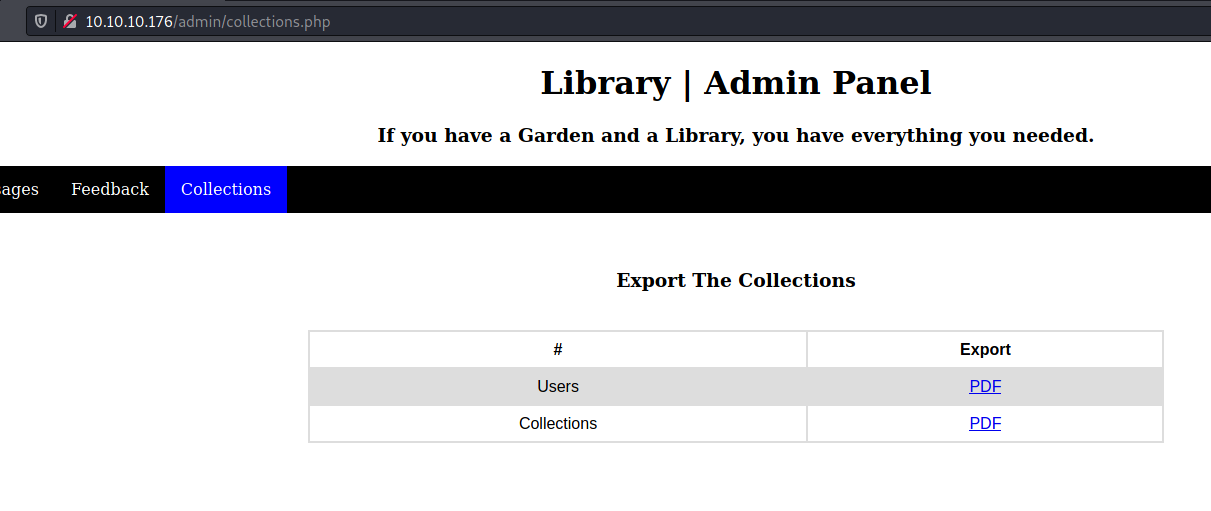 10.10.10.176/admin/collections.php
Library | Admin Panel
If you have a Garden and a Library, you have everything you needed.
ages Feedback Collections
Export The Collections
# Export
Users PDF
Collections PDF